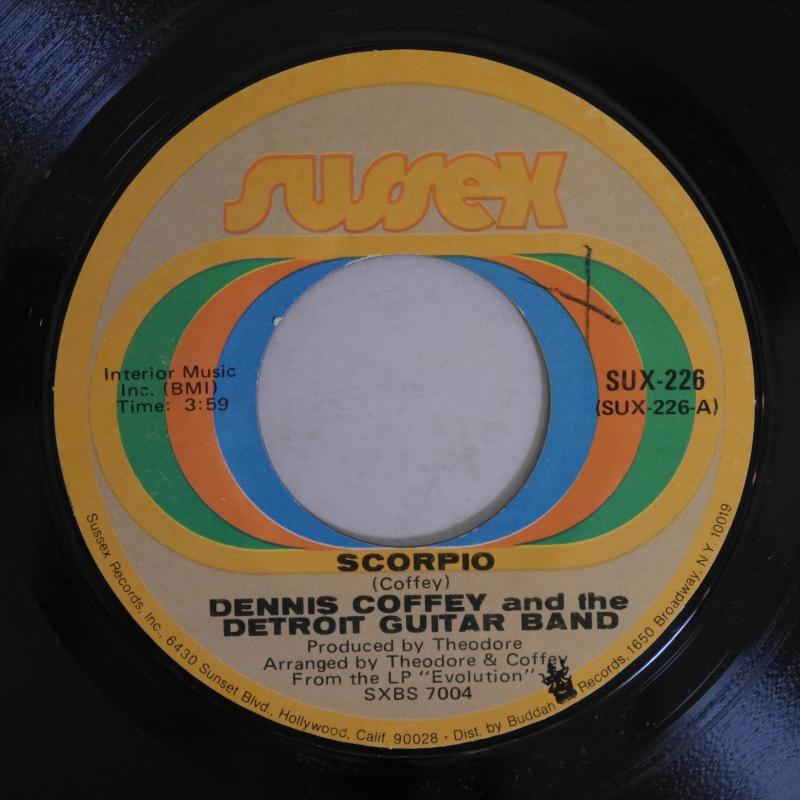 sussex
Interior Music
Inc. (BMI)
Time: 3:59
SUX-226
(SUX-226-A)
SCORPIO
(Coffey)
DENNIS COFFEY and the
DETROIT GUITAR BAND
Produced by Theodore
Arranged by Theodore & Coffey
From the LP "Evolution"
SXBS 7004
Sussex Records, Inc., 6430 Sunset Blvd., Hollywood, Calif. 90028 · Dist. by Buddah Records, 1650 Broadway, N.Y. 10019